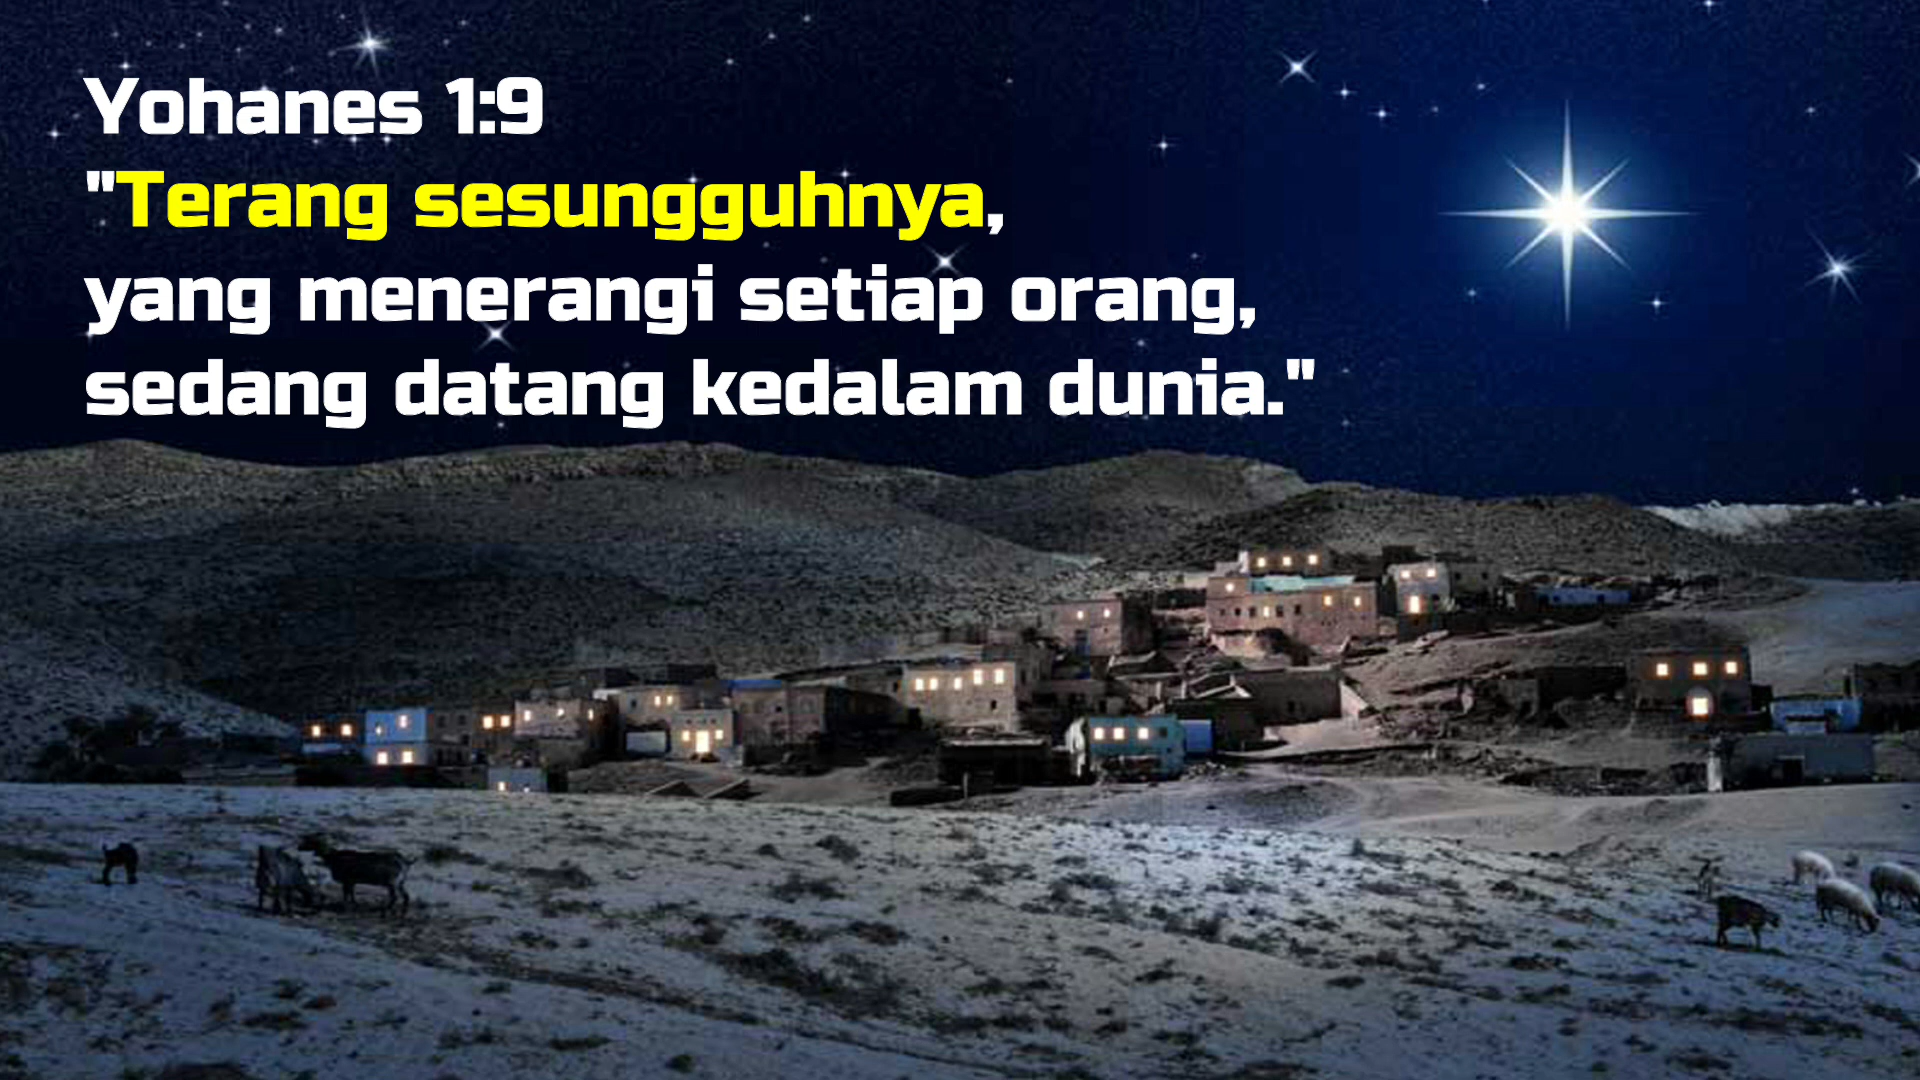 Yohanes 1:9
"Terang sesungguhnya,
yang menerangi setiap orang,
sedang datang kedalam dunia."